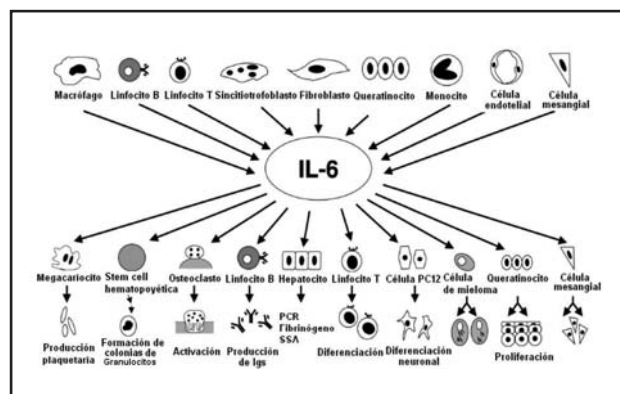 Macrófago Linfocito B Linfocito T Sincitiotrofoblasto Fibroblasto Queratinocito Monocito Célula endotelial Célula mesangial
IL-6
Megacariocito Stem cell hematopoyética Osteoclasto Linfocito B Hepatocito Linfocito T Célula PC12 Célula de mieloma Queratinocito Célula mesangial
PCR
Fibrinógeno
SSA
Producción plaquetaria
Formación de colonias de Granulocitos
Activación
Producción de Igs
Diferenciación
Diferenciación neuronal
Proliferación